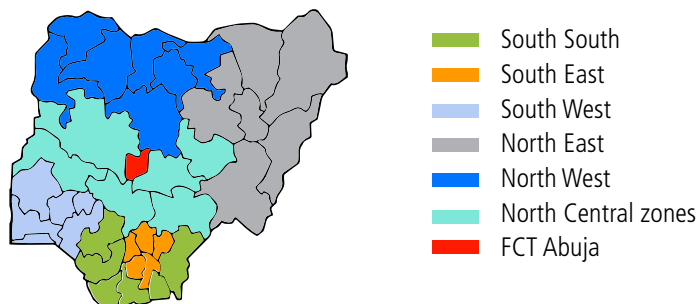 South South
South East
South West
North East
North West
North Central zones
FCT Abuja